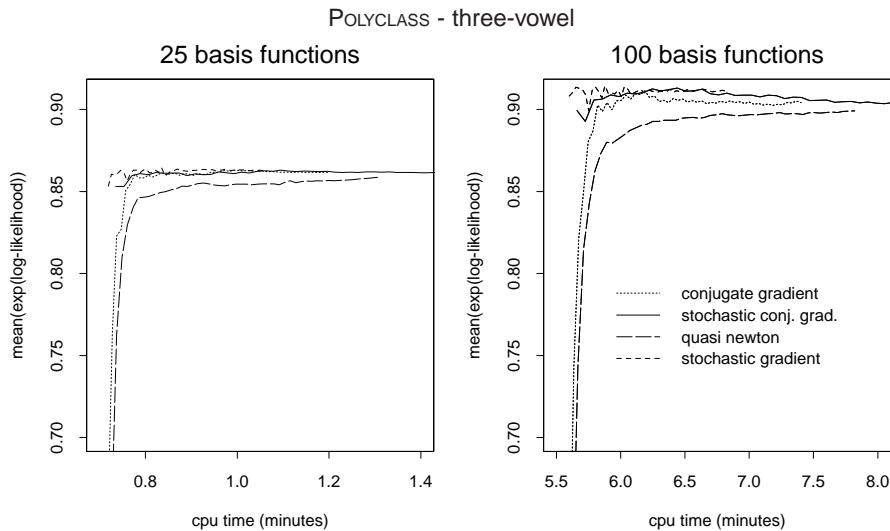 POLYCLASS - three-vowel
25 basis functions
100 basis functions
mean(exp(log-likelihood))
0.90
0.85
0.80
0.75
0.70
0.8
1.0
1.2
1.4
cpu time (minutes)
mean(exp(log-likelihood))
0.90
0.85
0.80
0.75
0.70
conjugate gradient
stochastic conj. grad.
quasi newton
stochastic gradient
5.5
6.0
6.5
7.0
7.5
8.0
cpu time (minutes)